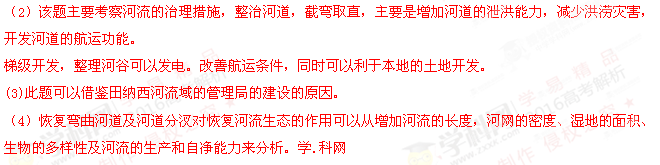 （2）该题主要考察河流的治理措施，整治河道，截弯取直，主要是增加河道的泄洪能力，减少洪涝灾害，
开发河道的航运功能。
梯级开发，整理河谷可以发电。改善航运条件，同时可以利于本地的土地开发。
(3)此题可以借鉴田纳西河流域的管理局的建设的原因。
（4）恢复弯曲河道及河道分汊对恢复河流生态的作用可以从增加河流的长度，河网的密度、湿地的面积、
生物的多样性及河流的生产和自净能力来分析。学.科网